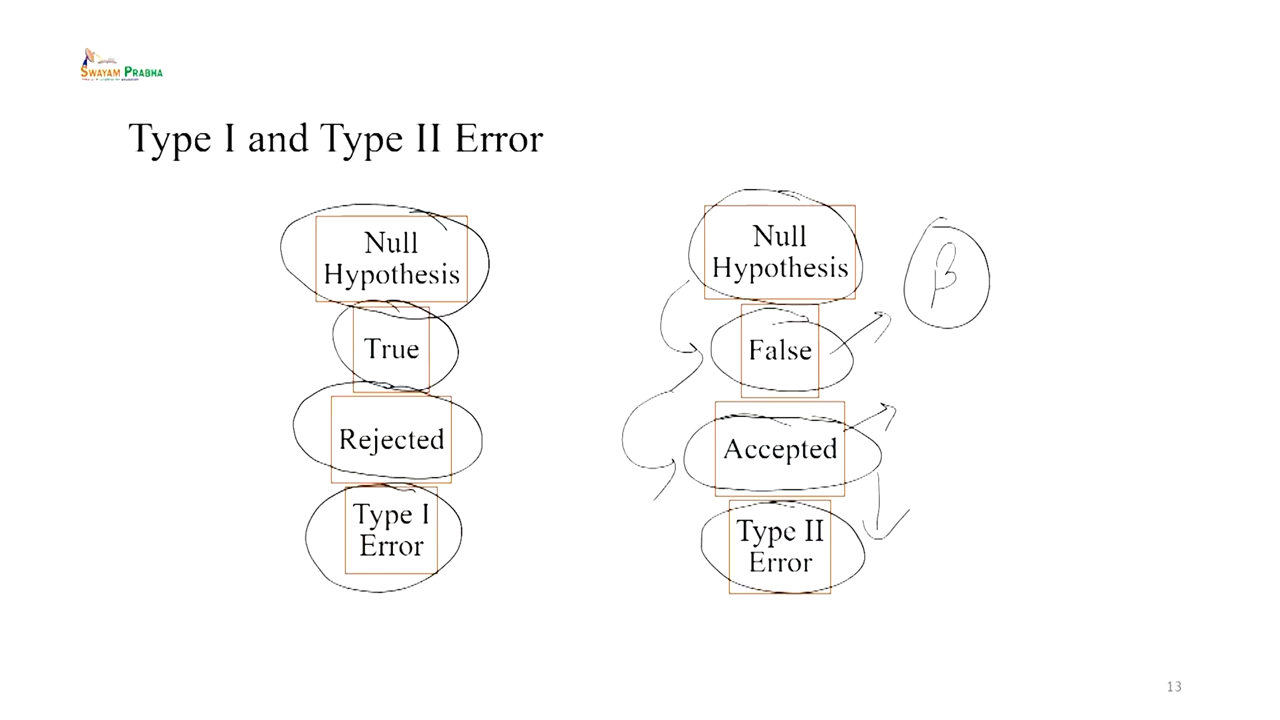 SWAYAM PRABHA
Type I and Type II Error
Null
Hypothesis
True
Rejected
Type I
Error
Null
Hypothesis
False
Accepted
Type II
Error
β
13